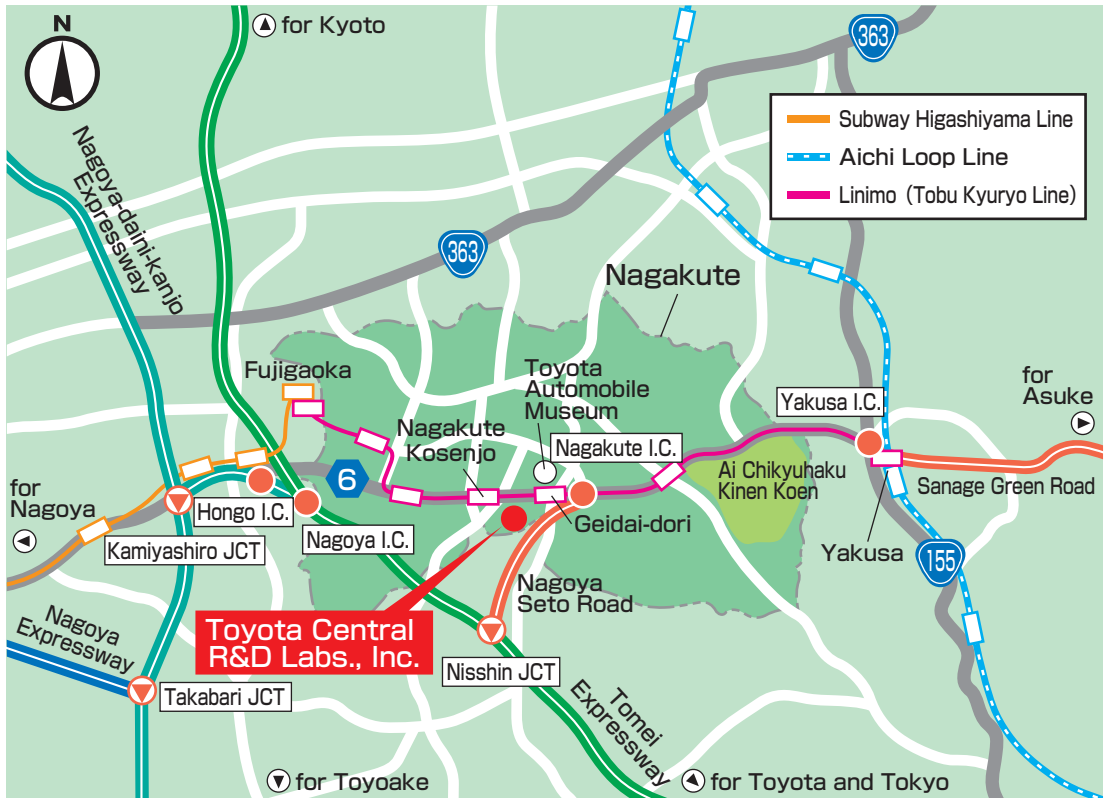 N
for Kyoto
363
Subway Higashiyama Line
Aichi Loop Line
Linimo (Tobu Kyuryo Line)
Nagoya-daini-kanjo
Expressway
363
Nagakute
Fujigaoka
Toyota
Automobile
Museum
Yakusa I.C.
for
Asuke
Nagakute
Kosenjo
Nagakute I.C.
6
Ai Chikyuhaku
Kinen Koen
Sanage Green Road
for
Nagoya
Hongo I.C.
Nagoya I.C.
Geidai-dori
Kamiyashiro JCT
Yakusa
155
Nagoya
Seto Road
Toyota Central
R&D Labs., Inc.
Nagoya
Expressway
Nisshin JCT
Takabari JCT
Tomei
Expressway
for Toyoake
for Toyota and Tokyo